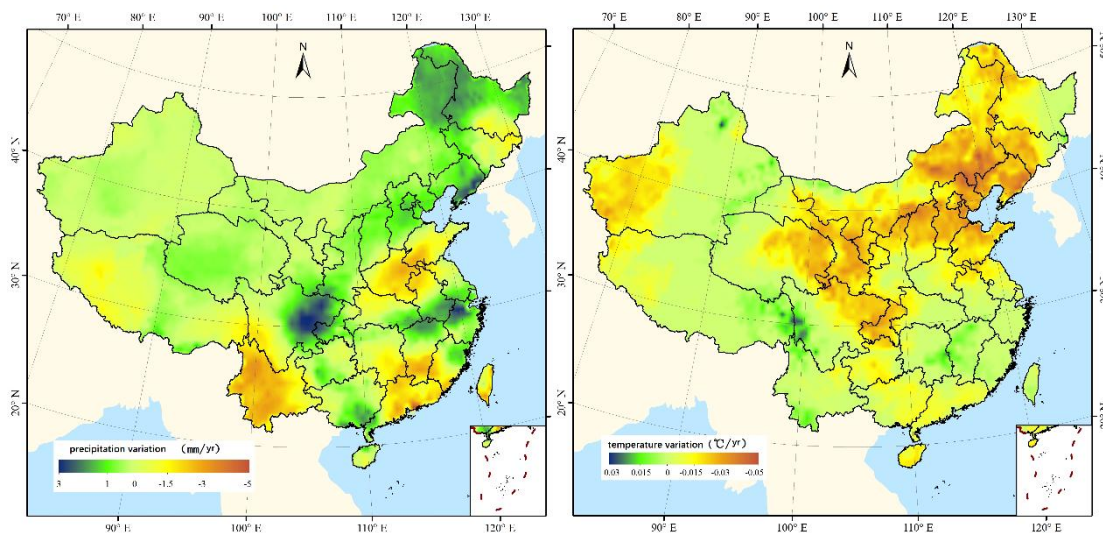 70° E 80° E 90° E 100° E 110° E 120° E 130° E
N
40° N
30° N
20° N
precipitation variation (mm/yr)
3 1 0 -1.5 -3 -5
90° E 100° E 110° E 120° E
70° E 80° E 90° E 100° E 110° E 120° E 130° E
N
50° N
40° N
30° N
20° N
temperature variation (℃/yr)
0.03 0.015 0 -0.015 -0.03 -0.05
90° E 100° E 110° E 120° E